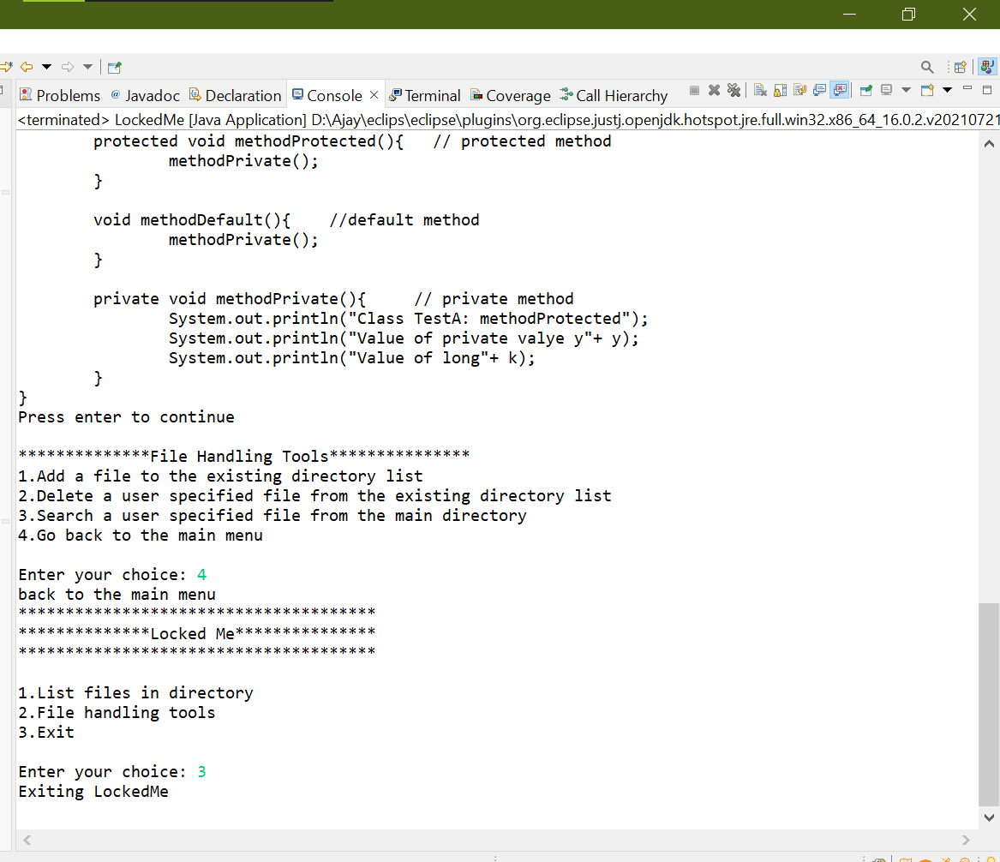 Problems @ Javadoc Declaration Console Terminal Coverage Call Hierarchy
<terminated> LockedMe [Java Application] D:\Ajay\eclips\eclipse\plugins\org.eclipse.justj.openjdk.hotspot.jre.full.win32.x86_64_16.0.2.v20210721
protected void methodProtected(){   // protected method
methodPrivate();
}
void methodDefault(){    //default method
methodPrivate();
}
private void methodPrivate(){     // private method
System.out.println("Class TestA: methodProtected");
System.out.println("Value of private valye y"+ y);
System.out.println("Value of long"+ k);
}
}
Press enter to continue
**************File Handling Tools***************
1.Add a file to the existing directory list
2.Delete a user specified file from the existing directory list
3.Search a user specified file from the main directory
4.Go back to the main menu
Enter your choice: 4
back to the main menu
**************************************
**************Locked Me***************
**************************************
1.List files in directory
2.File handling tools
3.Exit
Enter your choice: 3
Exiting LockedMe